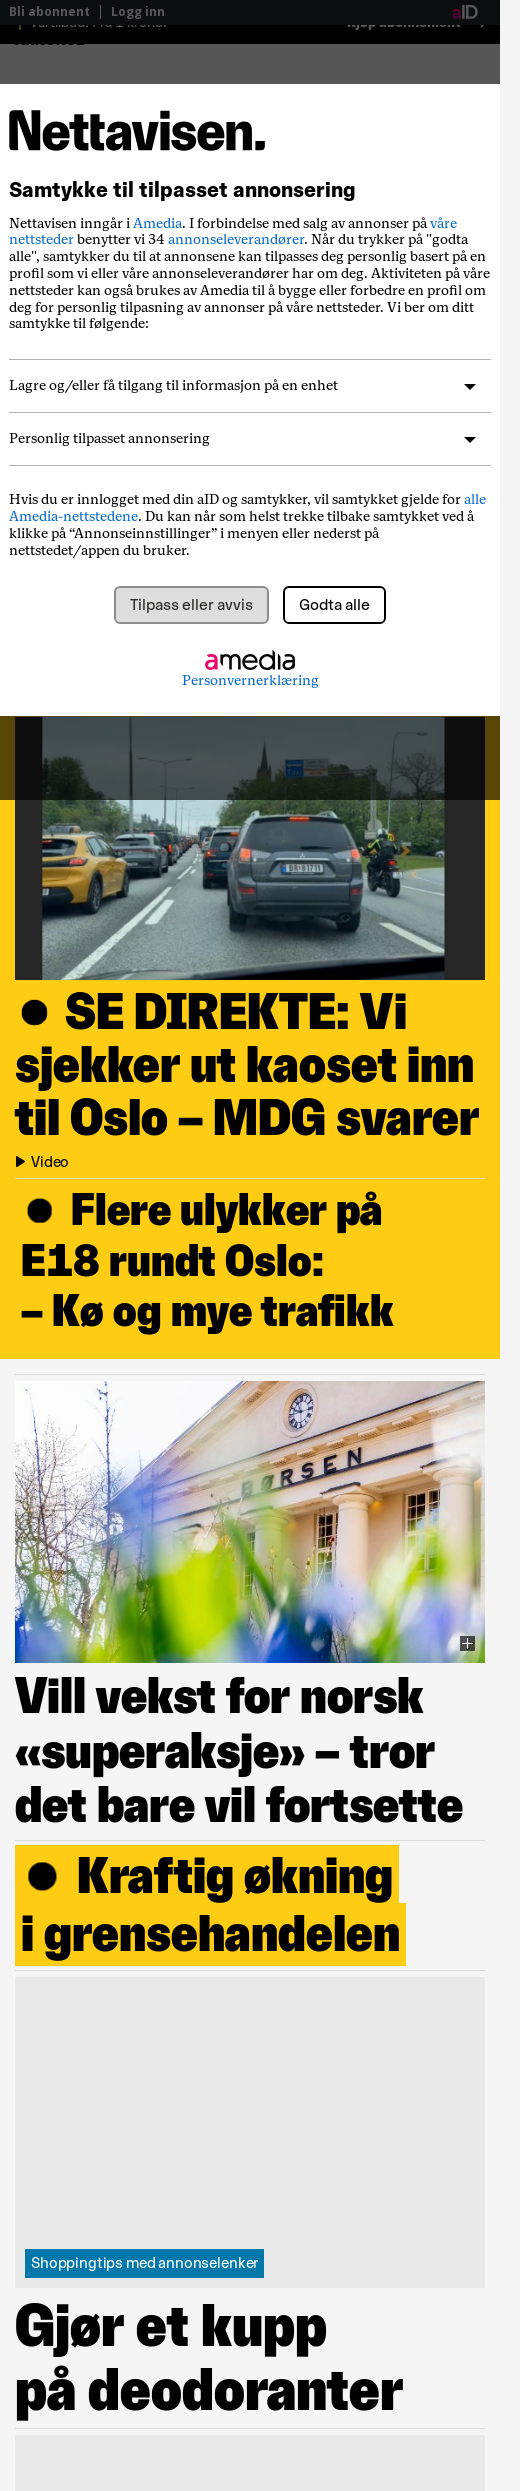 Bli abonnent | Logg inn
aID
Nettavisen.
Samtykke til tilpasset annonsering
Nettavisen inngår i Amedia. I forbindelse med salg av annonser på våre
nettsteder benytter vi 34 annonseleverandører. Når du trykker på "godta
alle", samtykker du til at annonsene kan tilpasses deg personlig basert på en
profil som vi eller våre annonseleverandører har om deg. Aktiviteten på våre
nettsteder kan også brukes av Amedia til å bygge eller forbedre en profil om
deg for personlig tilpasning av annonser på våre nettsteder. Vi ber om ditt
samtykke til følgende:
Lagre og/eller få tilgang til informasjon på en enhet
Personlig tilpasset annonsering
Hvis du er innlogget med din aID og samtykker, vil samtykket gjelde for alle
Amedia-nettstedene. Du kan når som helst trekke tilbake samtykket ved å
klikke på “Annonseinnstillinger” i menyen eller nederst på
nettstedet/appen du bruker.
Tilpass eller avvis
Godta alle
amedia
Personvernerklæring
● SE DIREKTE: Vi
sjekker ut kaoset inn
til Oslo – MDG svarer
Video
● Flere ulykker på
E18 rundt Oslo:
– Kø og mye trafikk
BØRSEN
Vill vekst for norsk
«superaksje» – tror
det bare vil fortsette
● Kraftig økning
i grensehandelen
Shoppingtips med annonselenker
Gjør et kupp
på deodoranter